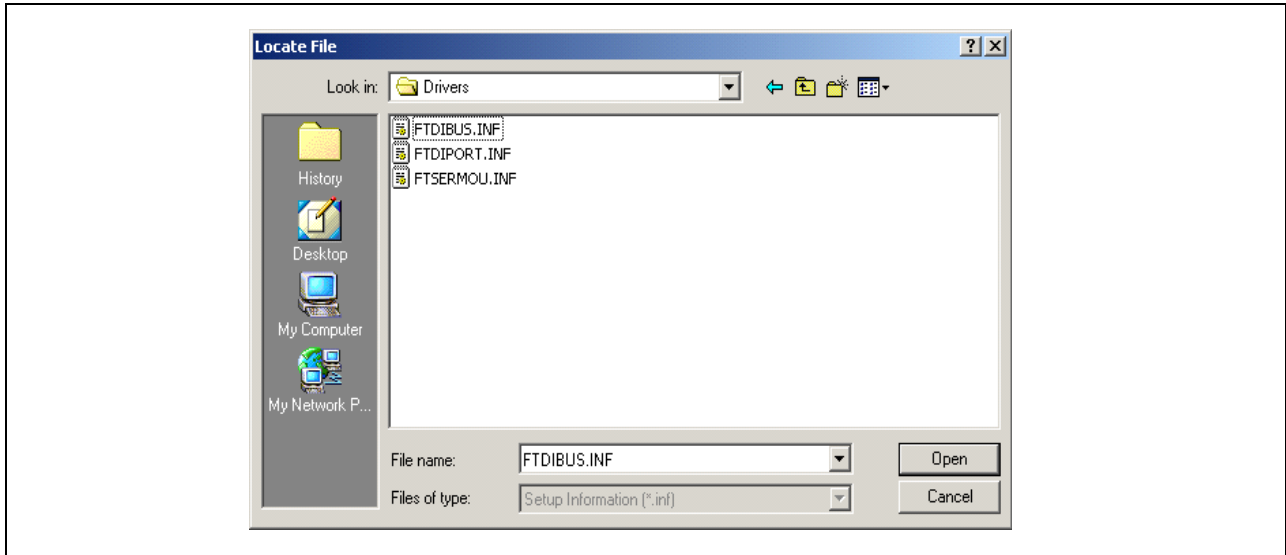 Locate File
Look in: Drivers
FTDIBUS.INF
FTDIPORT.INF
FTSERMOU.INF
History
Desktop
My Computer
My Network P...
File name: FTDIBUS.INF Open
Files of type: Setup Information (*.inf) Cancel